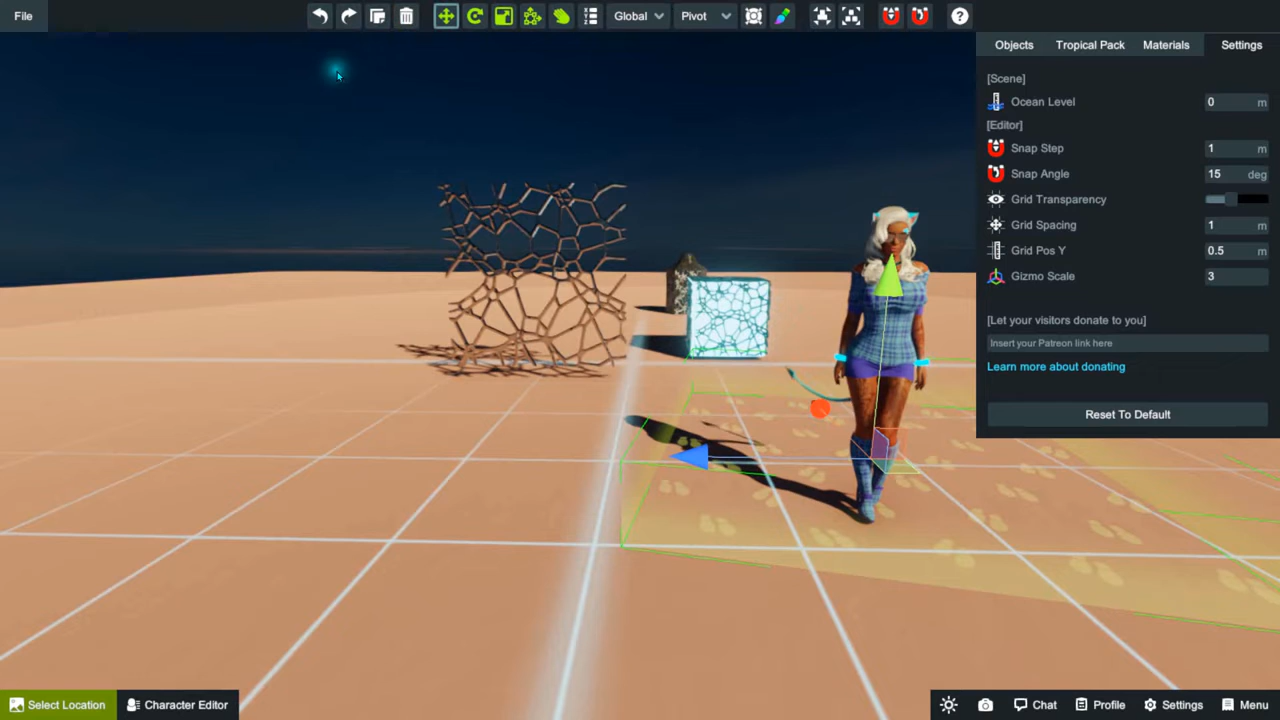 File
Global
Pivot
Objects
Tropical Pack
Materials
Settings
[Scene]
Ocean Level
0
m
[Editor]
Snap Step
1
m
Snap Angle
15
deg
Grid Transparency
Grid Spacing
1
m
Grid Pos Y
0.5
m
Gizmo Scale
3
[Let your visitors donate to you]
Insert your Patreon link here
Learn more about donating
Reset To Default
Select Location
Character Editor
Chat
Profile
Settings
Menu